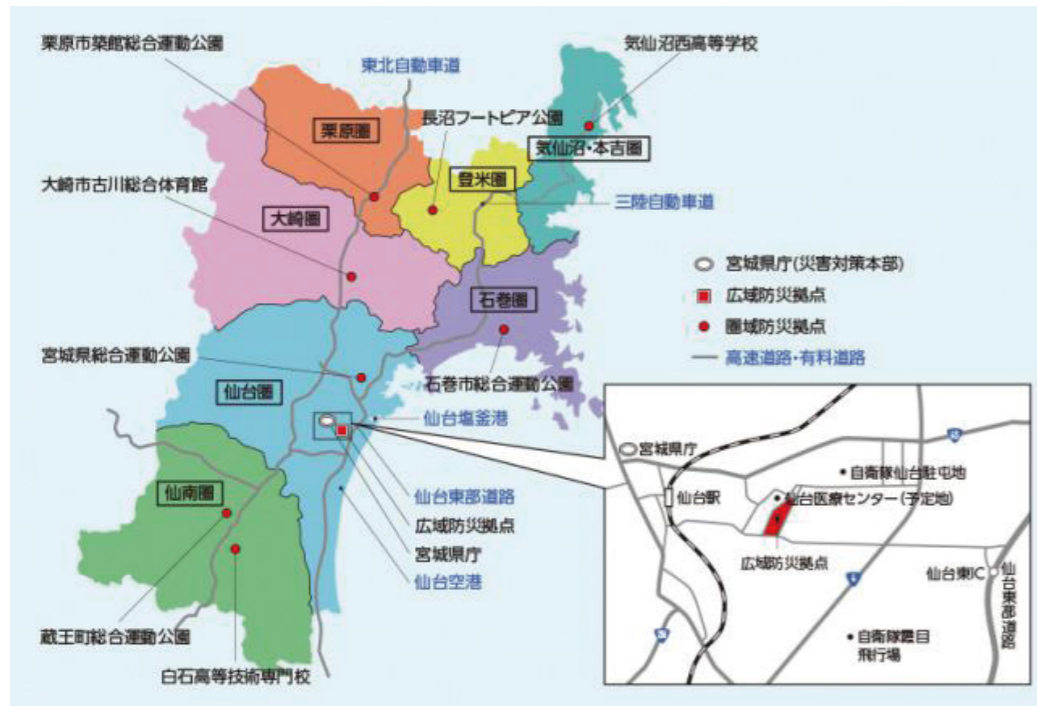 栗原市築館総合運動公園
気仙沼西高等学校
東北自動車道
長沼フートピア公園
栗原圏
気仙沼・本吉圏
登米圏
大崎市古川総合体育館
三陸自動車道
大崎圏
宮城県庁(災害対策本部)
広域防災拠点
圏域防災拠点
高速道路・有料道路
石巻圏
宮城県総合運動公園
石巻市総合運動公園
仙台圏
仙台塩釜港
仙台東部道路
広域防災拠点
宮城県庁
仙台空港
仙南圏
蔵王町総合運動公園
白石高等技術専門校
宮城県庁
45
自衛隊仙台駐屯地
仙台駅
仙台医療センター(予定地)
広域防災拠点
仙台東IC
仙台東部道路
4
自衛隊霞目
飛行場